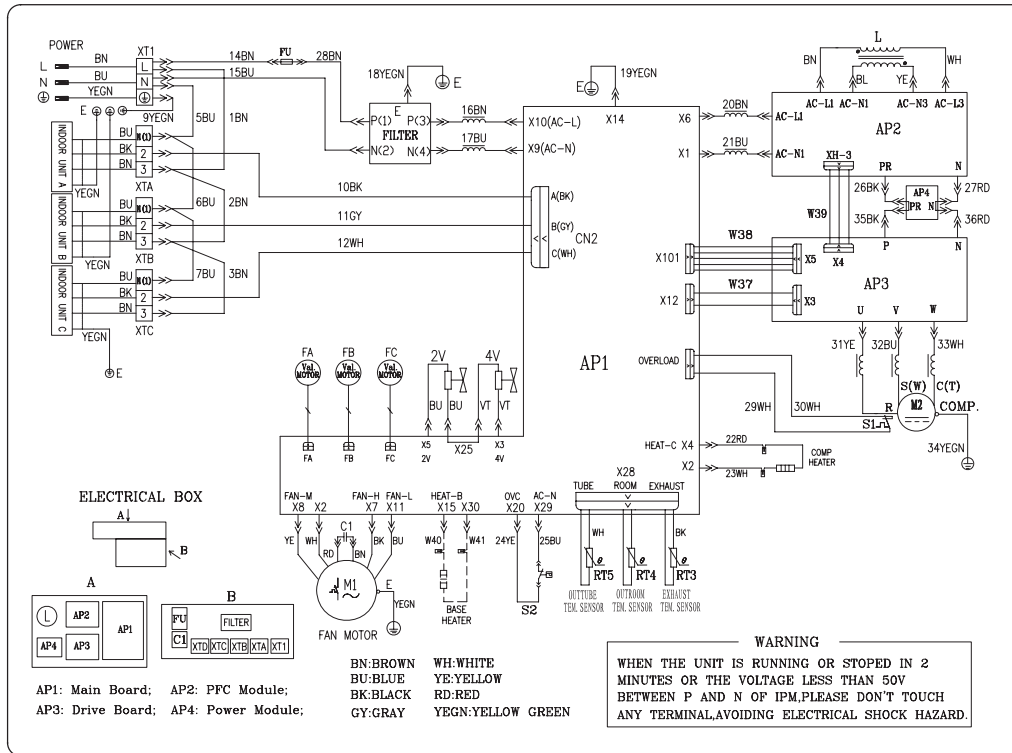 POWER
L
BN
N
BU
YEGN
XT1
L
N
14BN
FU
28BN
15BU
E
9YEGN
5BU
1BN
INDOOR UNIT A
BU
BK
BN
YEGN
N(1)
2
3
XTA
6BU
2BN
INDOOR UNIT B
BU
BK
BN
YEGN
N(1)
2
3
XTB
7BU
3BN
INDOOR UNIT C
BU
BK
BN
YEGN
N(1)
2
3
XTC
E
10BK
11GY
12WH
18YEGN
E
E
P(1) P(3)
FILTER
N(2) N(4)
16BN
17BU
19YEGN
E
X14
X10(AC-L)
X9(AC-N)
A(BK)
B(GY)
C(WH)
CN2
X6
X1
20BN
21BU
L
BN
BL
YE
WH
AC-L1 AC-N1 AC-N3 AC-L3
AC-L1
AC-N1
AP2
XH-3
PR
N
26BK
AP4
27RD
PR N
35BK
36RD
W39
X4
P
N
W38
X101
X5
W37
X12
X3
AP3
U V W
31YE
32BU
33WH
S(W)
C(T)
R
M2
COMP.
S1
34YEGN
AP1
OVERLOAD
29WH
30WH
HEAT-C X4
22RD
X2
23WH
COMP
HEATER
FA FB FC
Val.
MOTOR
Val.
MOTOR
Val.
MOTOR
FA FB FC
2V
4V
BU
BU
VT
VT
X5
2V
X25
X3
4V
FAN-M
X8
X2
FAN-H
X7
FAN-L
X11
HEAT-B
X15
X30
OVC
X20
AC-N
X29
X28
TUBE ROOM EXHAUST
YE
WH
RD
C1
BN
BK
BU
M1
E
YEGN
FAN MOTOR
W40
W41
BASE
HEATER
24YE
25BU
S2
WH
θ
RT5
RD
θ
RT4
BK
θ
RT3
OUTTUBE
TEM. SENSOR
OUTROOM
TEM. SENSOR
EXHAUST
TEM. SENSOR
ELECTRICAL BOX
A
B
A
L
AP2
AP1
AP4
AP3
B
FU
FILTER
C1
XTD XTC XTB XTA XT1
AP1: Main Board; AP2: PFC Module;
AP3: Drive Board; AP4: Power Module;
BN:BROWN WH:WHITE
BU:BLUE YE:YELLOW
BK:BLACK RD:RED
GY:GRAY YEGN:YELLOW GREEN
WARNING
WHEN THE UNIT IS RUNNING OR STOPED IN 2
MINUTES OR THE VOLTAGE LESS THAN 50V
BETWEEN P AND N OF IPM,PLEASE DON'T TOUCH
ANY TERMINAL,AVOIDING ELECTRICAL SHOCK HAZARD.